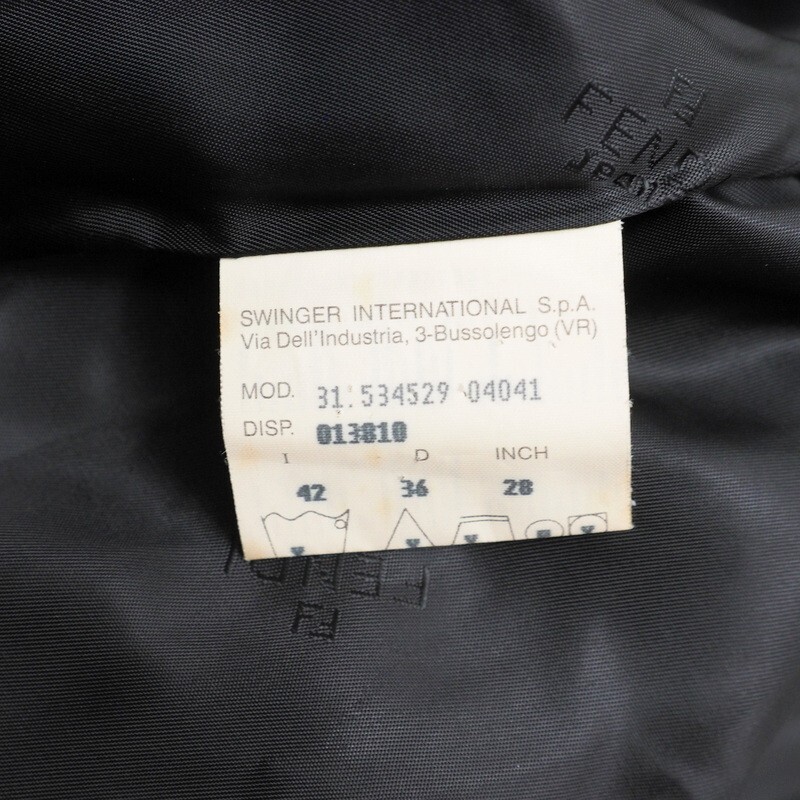 FENDI
SWINGER INTERNATIONAL S.p.A.
Via Dell'Industria, 3-Bussolengo (VR)
MOD. 31.534529 04041
DISP. 013810
I D INCH
42 36 28